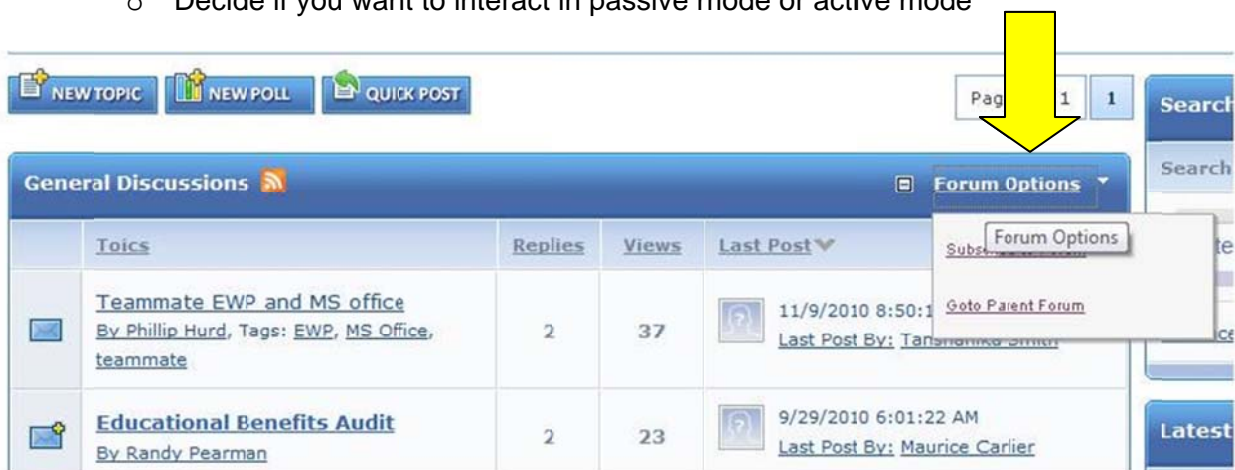 o Decide if you want to interact in passive mode or active mode
NEW TOPIC NEW POLL QUICK POST
1 1
Search
General Discussions Forum Options
Search
Forum Options
Toics Replies Views Last Post
Teammate EWP and MS office
By Phillip Hurd, Tags: EWP, MS Office,
teammate
2 37
11/9/2010 8:50:1
Last Post By:
Goto Parent Forum
Educational Benefits Audit
By Randy Pearman
2 23
9/29/2010 6:01:22 AM
Last Post By: Maurice Carlier
Latest